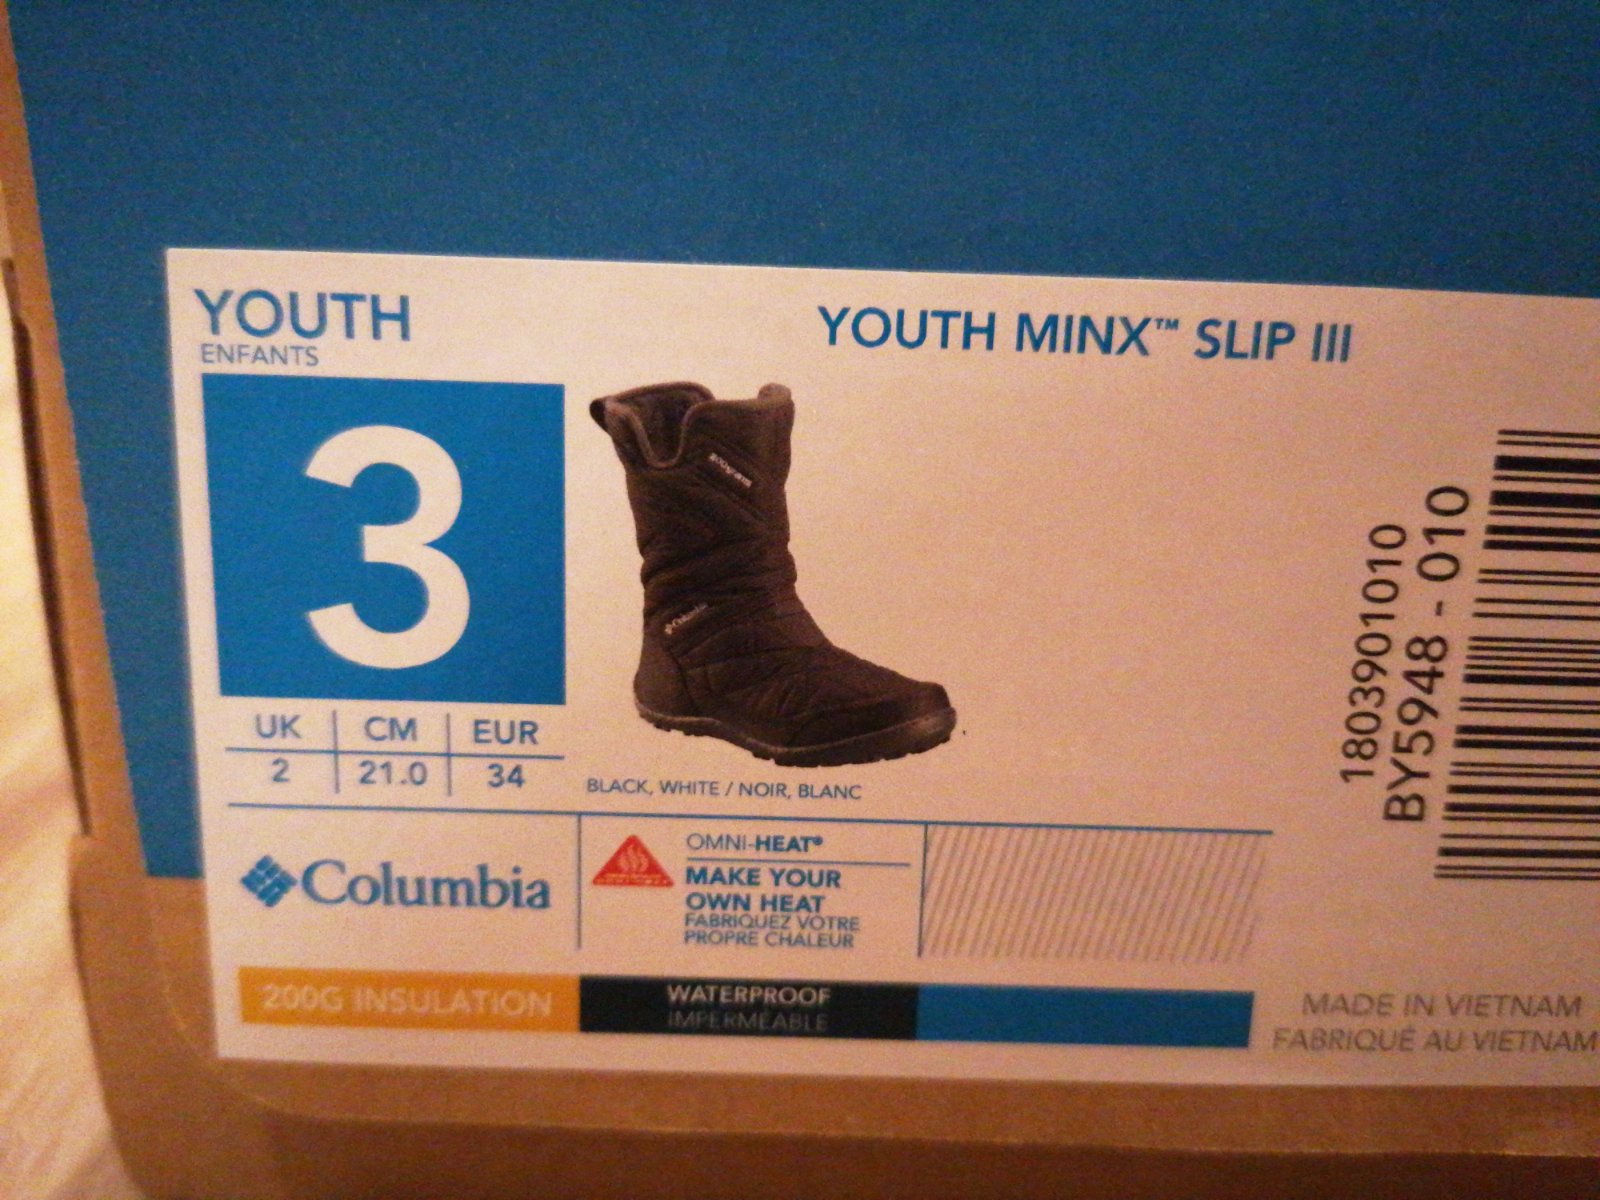 YOUTH
ENFANTS
YOUTH MINX™ SLIP III
3
UK CM EUR
2 21.0 34
Columbia
BLACK, WHITE / NOIR, BLANC
1803901010
BY5948 - 010
Columbia
OMNI-HEAT®
MAKE YOUR
OWN HEAT
FABRIQUEZ VOTRE
PROPRE CHALEUR
200G INSULATION
WATERPROOF
IMPERMÉABLE
MADE IN VIETNAM
FABRIQUÉ AU VIETNAM